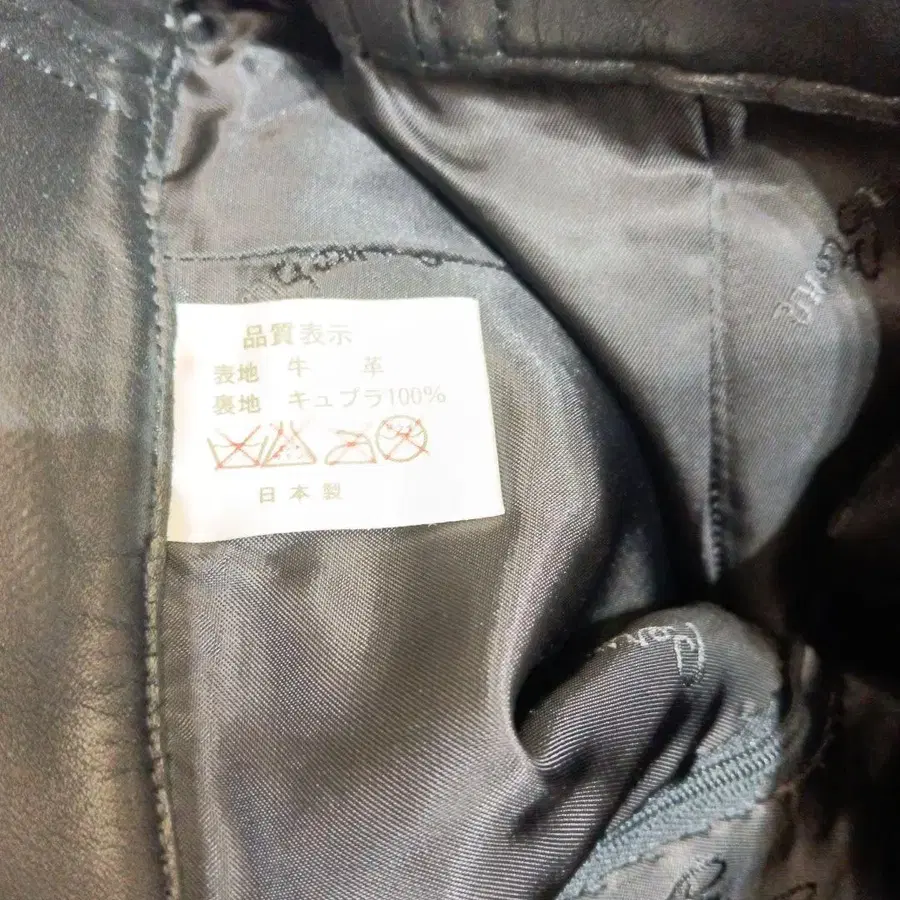 品質表示
表地 牛 革
裏地 キュプラ100%
日本製